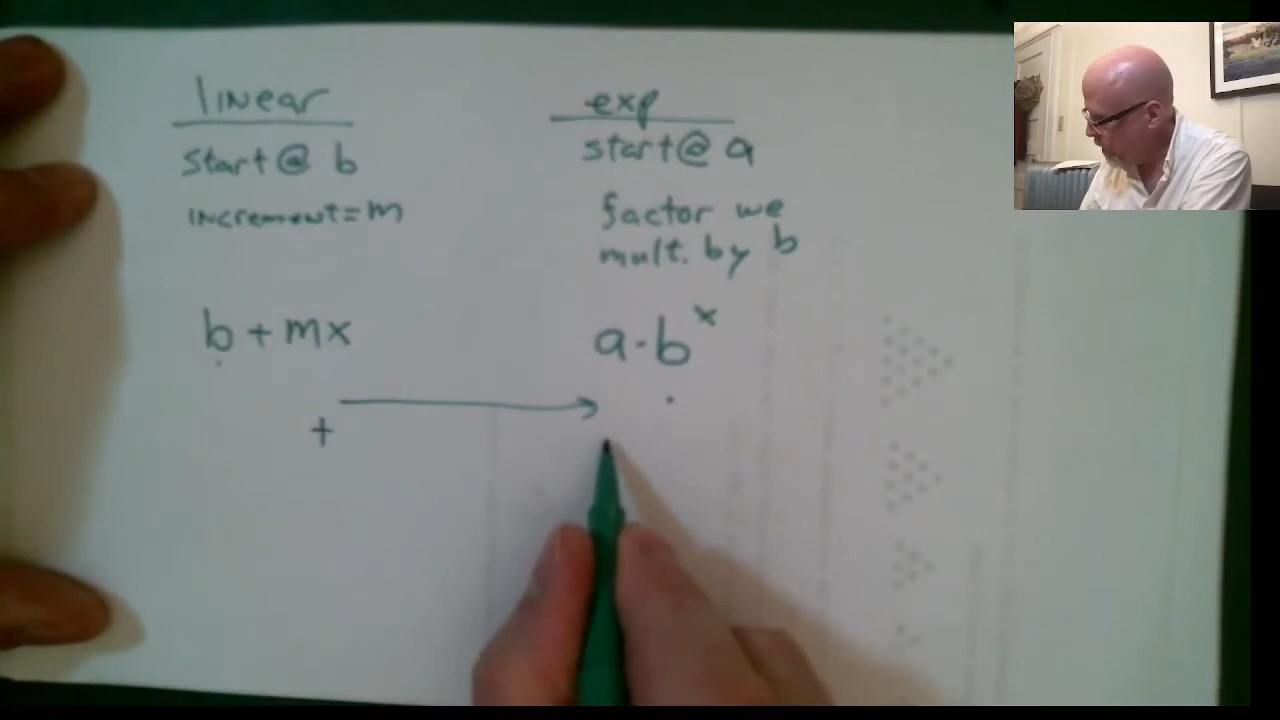 linear
start @ b
increment = m
b + mx
exp
start @ a
factor we
mult. by b
a · b^x
+